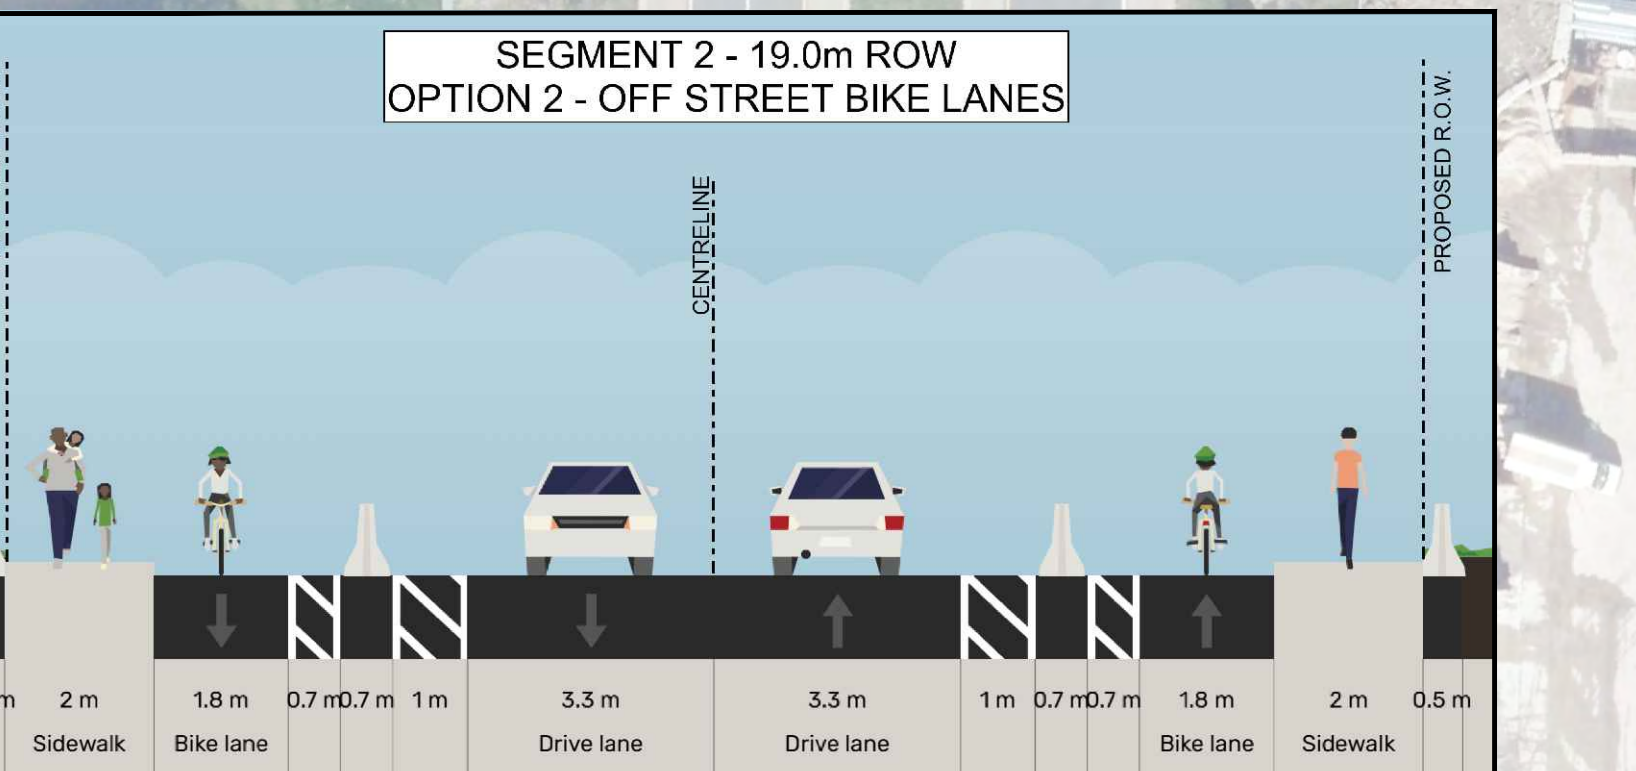 SEGMENT 2 - 19.0m ROW
OPTION 2 - OFF STREET BIKE LANES
CENTRELINE
PROPOSED R.O.W.
m 2 m 1.8 m 0.7 m 0.7 m 1 m 3.3 m 3.3 m 1 m 0.7 m 0.7 m 1.8 m 2 m 0.5 m
Sidewalk Bike lane Drive lane Drive lane Bike lane Sidewalk